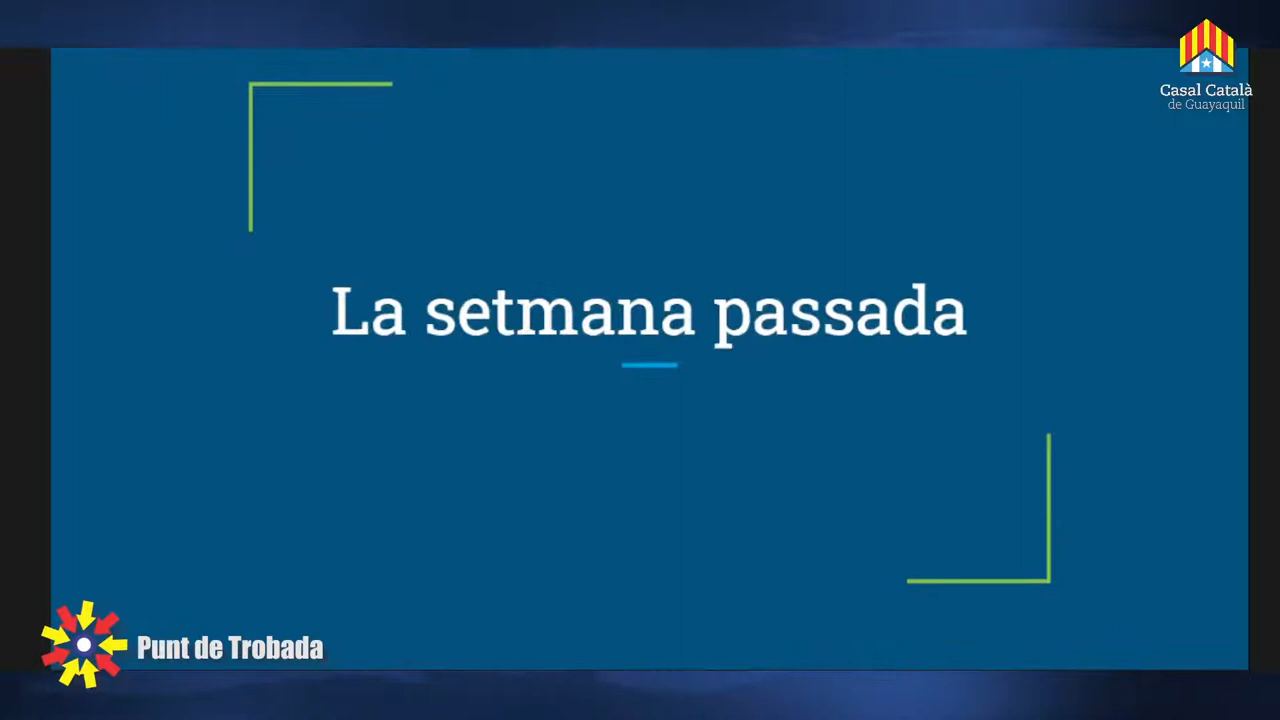 Casal Català
de Guayaquil
La setmana passada
Punt de Trobada